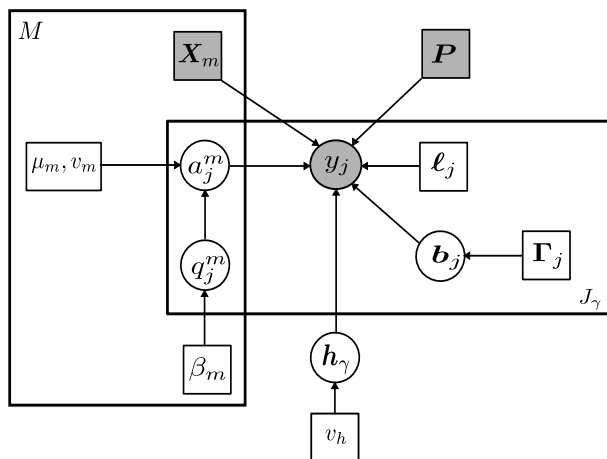 M
𝑿_m
𝑷
μ_m, v_m
a_j^m
y_j
ℓ_j
q_j^m
𝒃_j
𝚪_j
J_γ
β_m
𝒉_γ
v_h